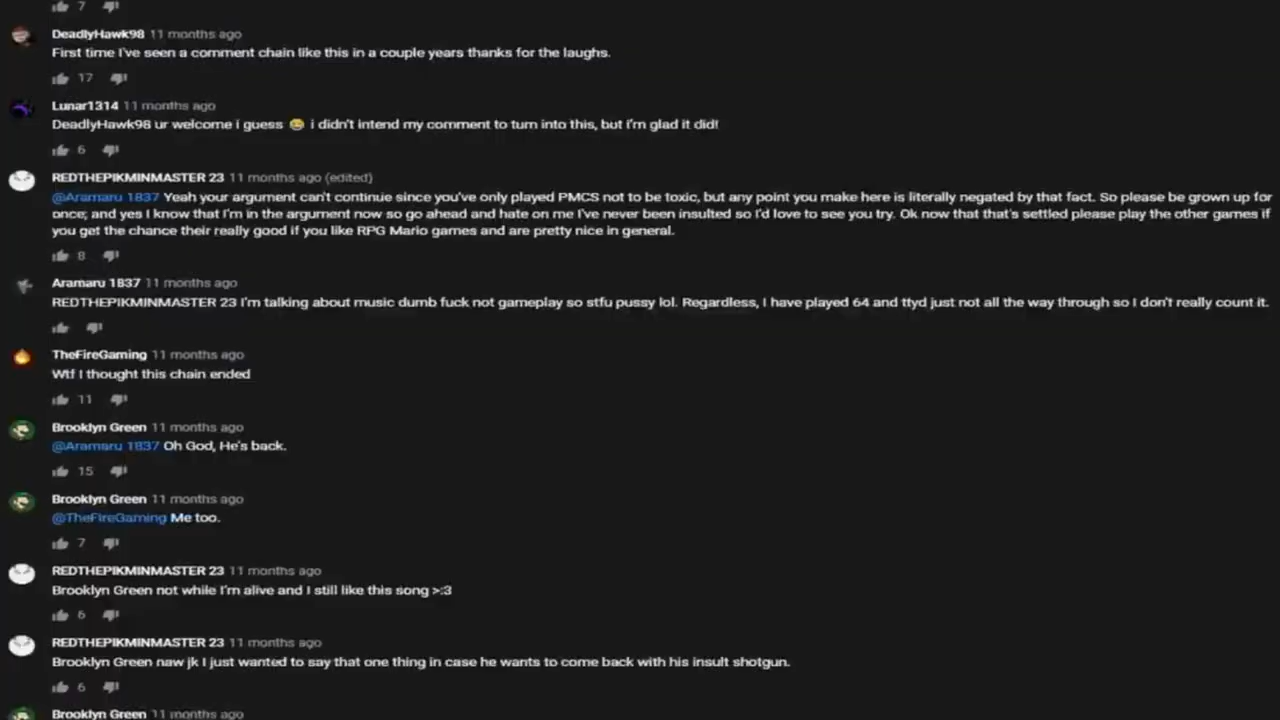 7
DeadlyHawk98 11 months ago
First time I've seen a comment chain like this in a couple years thanks for the laughs.
17
Lunar1314 11 months ago
DeadlyHawk98 ur welcome i guess 😂 i didn't intend my comment to turn into this, but i'm glad it did!
6
REDTHEPIKMINMASTER 23 11 months ago (edited)
@Aramaru 1837 Yeah your argument can't continue since you've only played PMCS not to be toxic, but any point you make here is literally negated by that fact. So please be grown up for
once; and yes I know that I'm in the argument now so go ahead and hate on me I've never been insulted so I'd love to see you try. Ok now that that's settled please play the other games if
you get the chance their really good if you like RPG Mario games and are pretty nice in general.
8
Aramaru 1837 11 months ago
REDTHEPIKMINMASTER 23 I'm talking about music dumb fuck not gameplay so stfu pussy lol. Regardless, I have played 64 and ttyd just not all the way through so I don't really count it.
TheFireGaming 11 months ago
Wtf I thought this chain ended
11
Brooklyn Green 11 months ago
@Aramaru 1837 Oh God, He's back.
15
Brooklyn Green 11 months ago
@TheFireGaming Me too.
7
REDTHEPIKMINMASTER 23 11 months ago
Brooklyn Green not while I'm alive and I still like this song >:3
6
REDTHEPIKMINMASTER 23 11 months ago
Brooklyn Green naw jk I just wanted to say that one thing in case he wants to come back with his insult shotgun.
6
Brooklyn Green 11 months ago